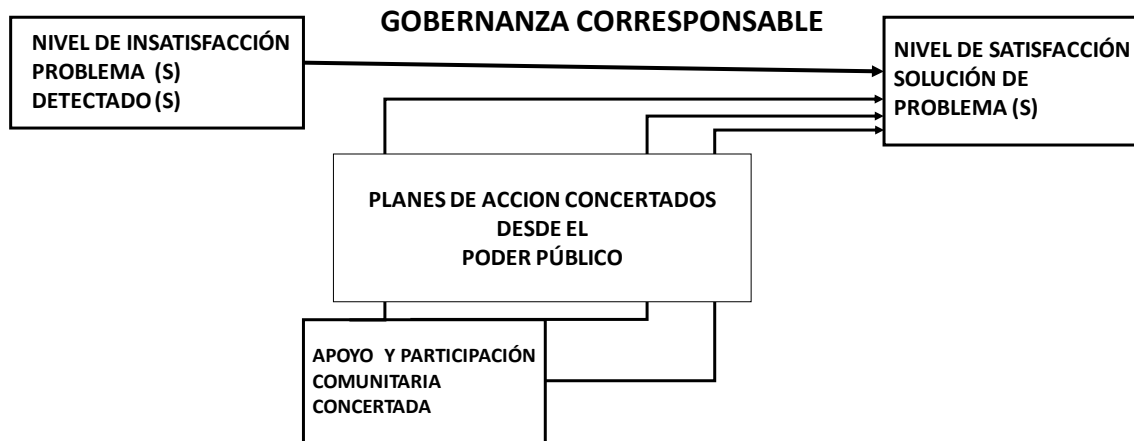 GOBERNANZA CORRESPONSABLE
NIVEL DE INSATISFACCIÓN
PROBLEMA (S)
DETECTADO (S)
NIVEL DE SATISFACCIÓN
SOLUCIÓN DE
PROBLEMA (S)
PLANES DE ACCION CONCERTADOS
DESDE EL
PODER PÚBLICO
APOYO Y PARTICIPACIÓN
COMUNITARIA
CONCERTADA